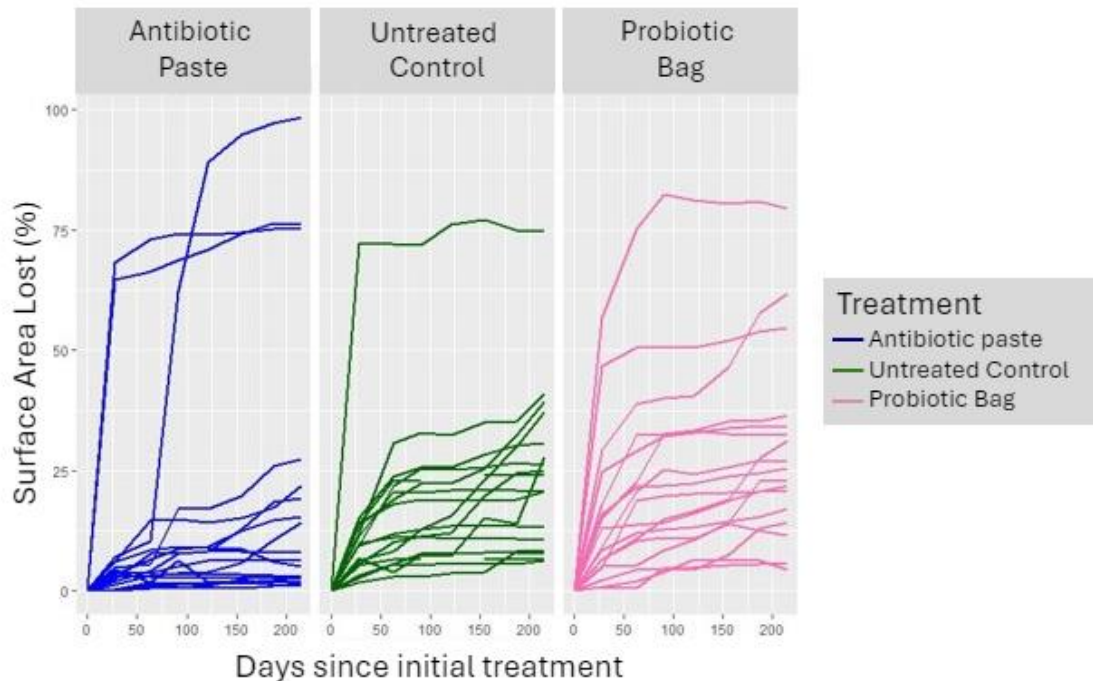 Antibiotic
Paste
Untreated
Control
Probiotic
Bag
100
75
50
25
0
Surface Area Lost (%)
0 50 100 150 200
0 50 100 150 200
0 50 100 150 200
Days since initial treatment
Treatment
Antibiotic paste
Untreated Control
Probiotic Bag